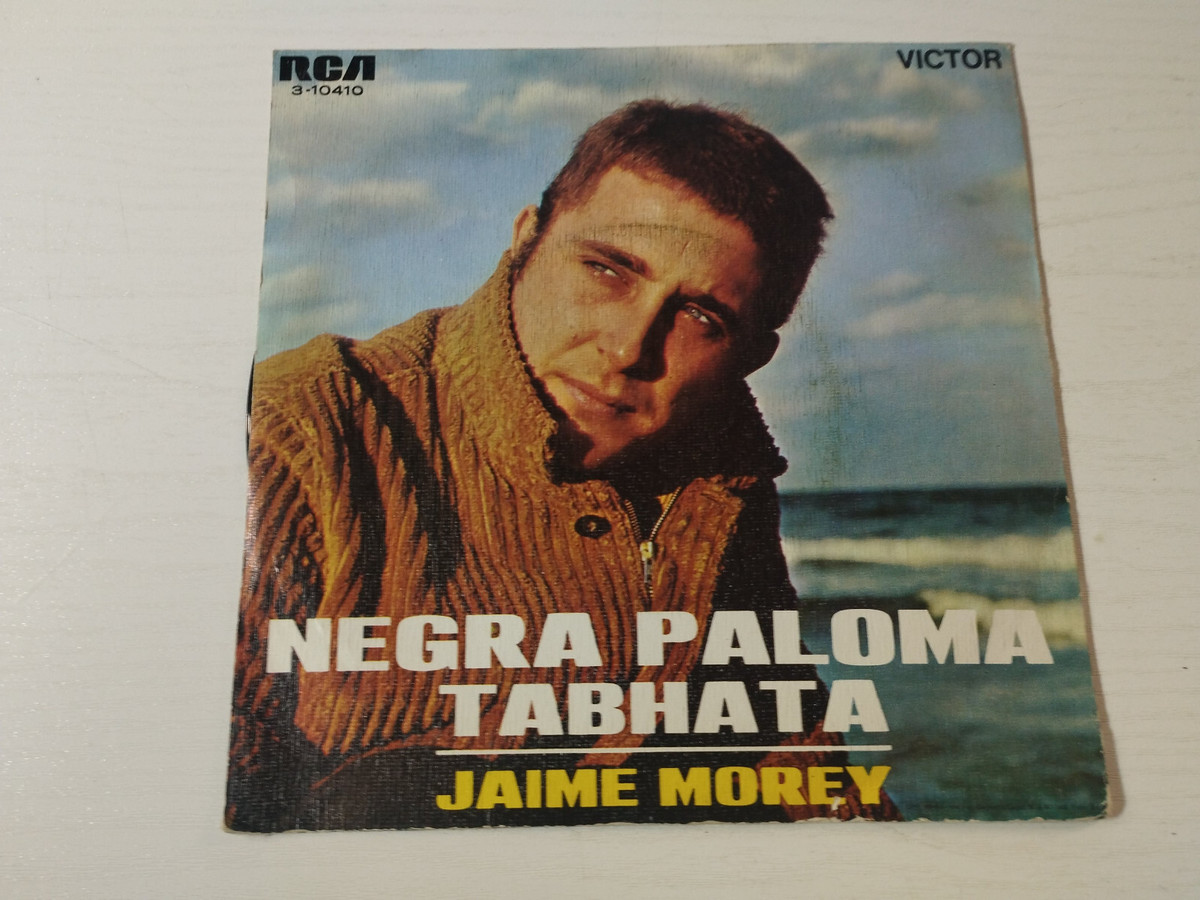 RCA
3-10410
VICTOR
NEGRA PALOMA
TABHATA
JAIME MOREY